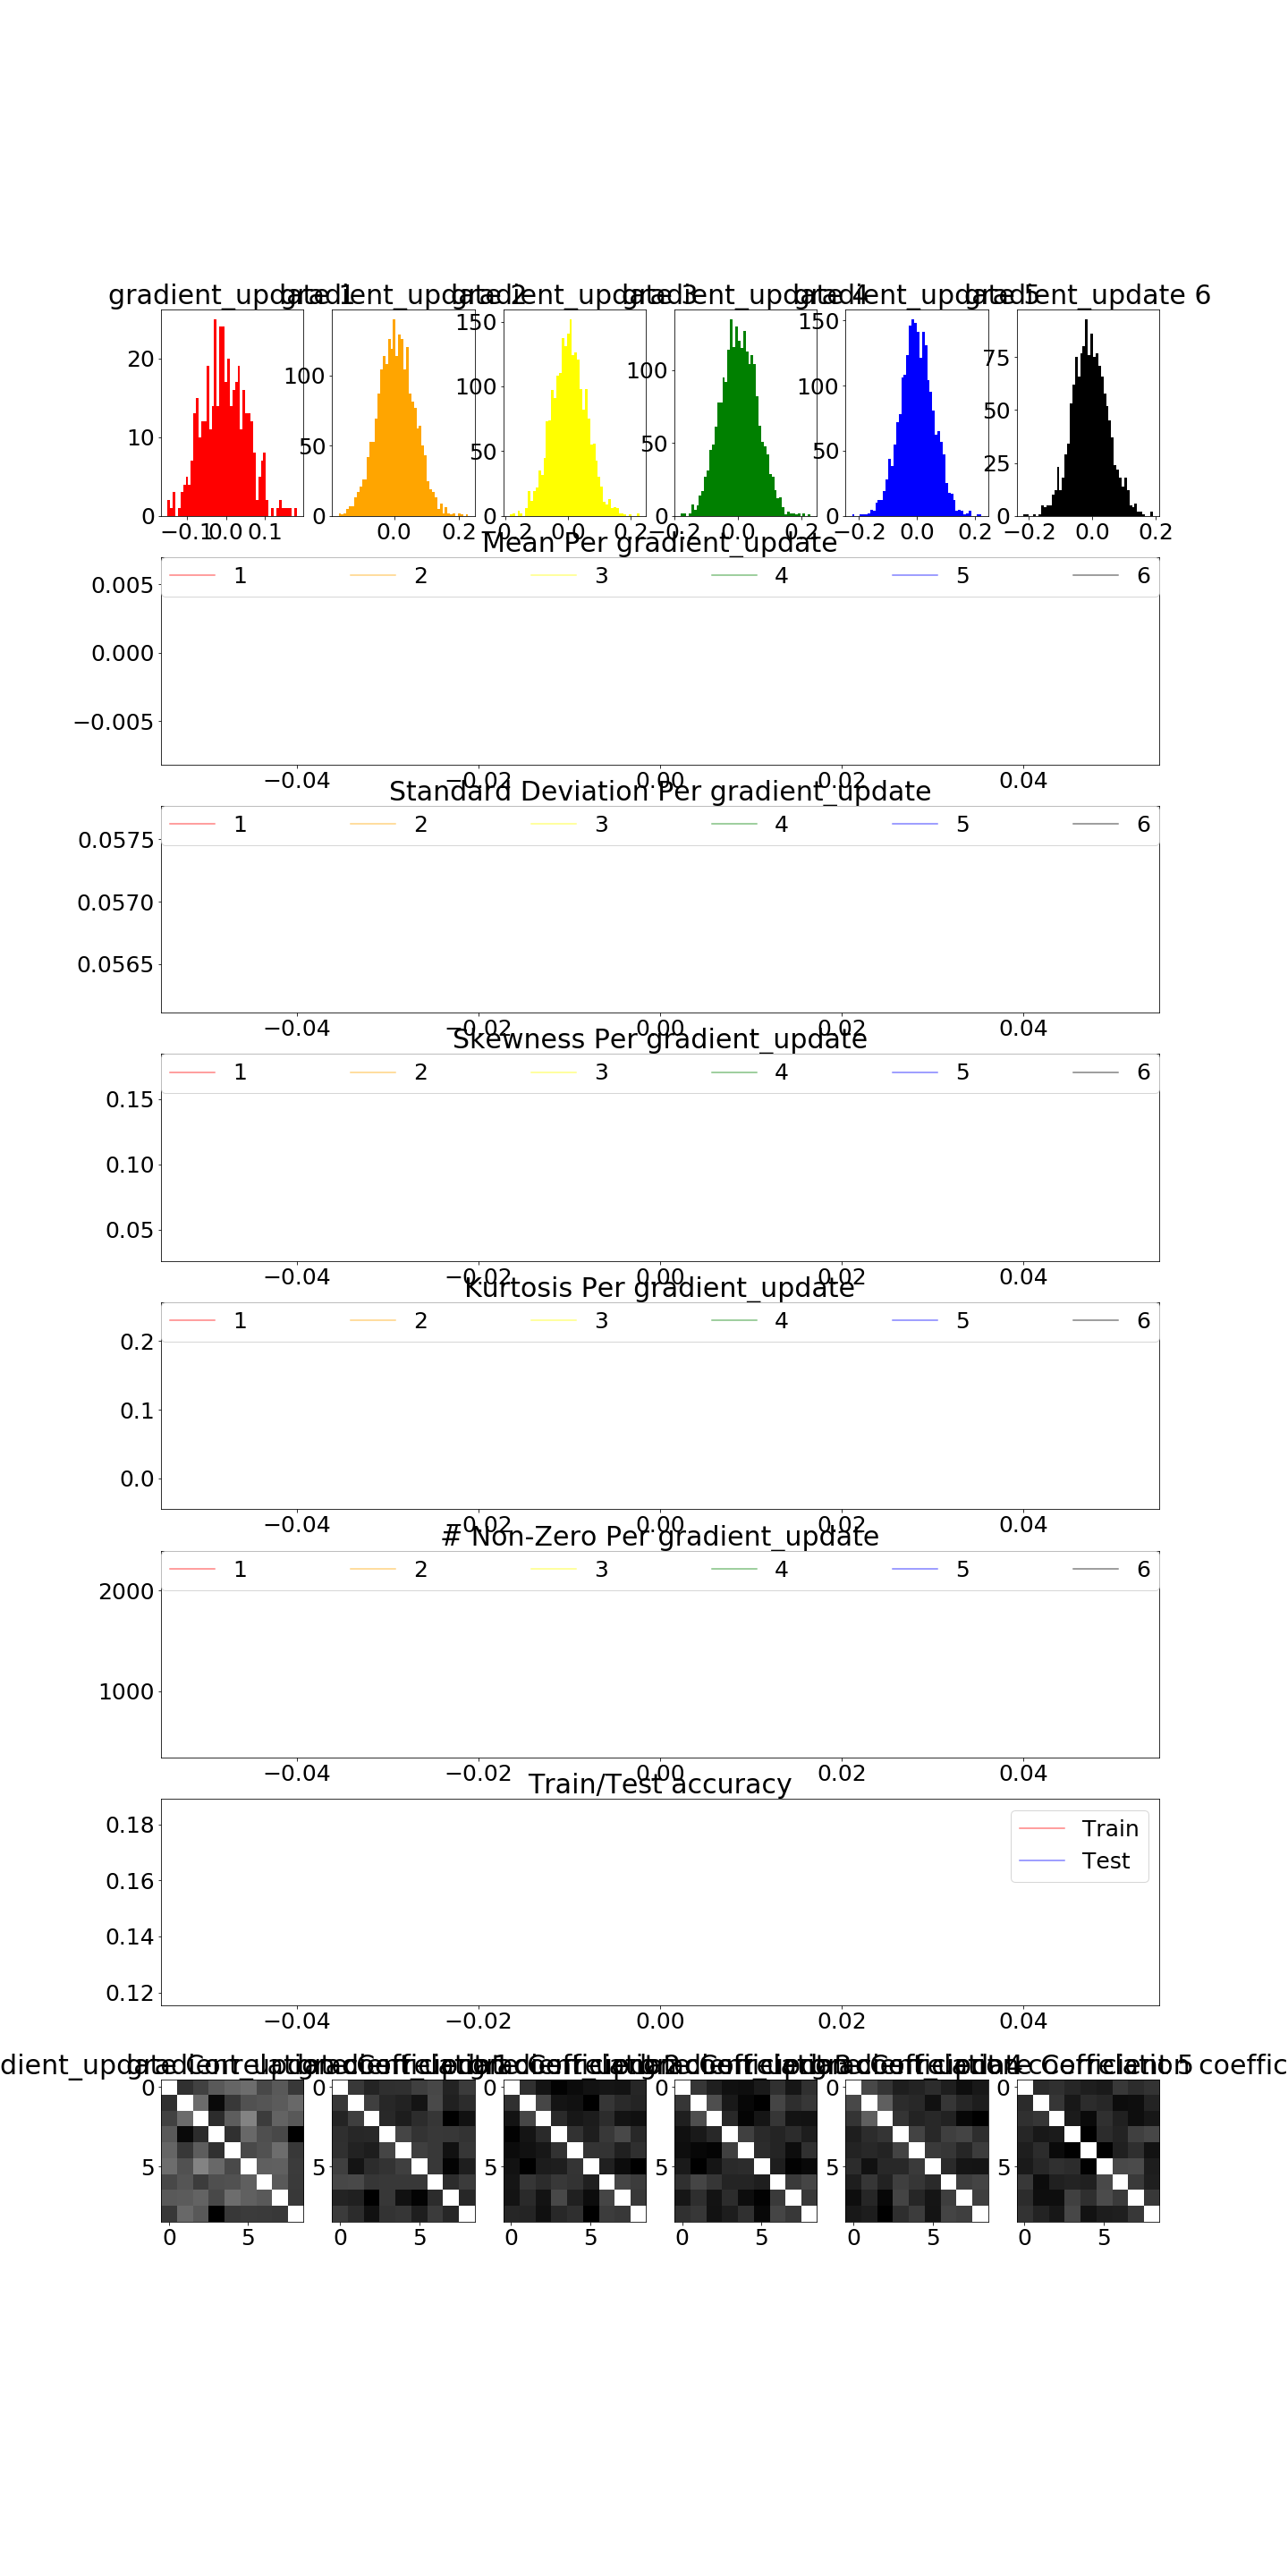 gradient_update 1 gradient_update 2 gradient_update 3 gradient_update 4 gradient_update 5 gradient_update 6
20
10
0
−0.1 0.0 0.1
100
50
0
0.0 0.2
150
100
50
0
−0.2 0.0 0.2
100
50
0
−0.2 0.0 0.2
150
100
50
0
−0.2 0.0 0.2
75
50
25
0
−0.2 0.0 0.2
Mean Per gradient_update
1 2 3 4 5 6
0.005
0.000
−0.005
−0.04 −0.02 0.00 0.02 0.04
Standard Deviation Per gradient_update
1 2 3 4 5 6
0.0575
0.0570
0.0565
−0.04 −0.02 0.00 0.02 0.04
Skewness Per gradient_update
1 2 3 4 5 6
0.15
0.10
0.05
−0.04 −0.02 0.00 0.02 0.04
Kurtosis Per gradient_update
1 2 3 4 5 6
0.2
0.1
0.0
−0.04 −0.02 0.00 0.02 0.04
# Non-Zero Per gradient_update
1 2 3 4 5 6
2000
1000
−0.04 −0.02 0.00 0.02 0.04
Train/Test accuracy
Train
Test
0.18
0.16
0.14
0.12
−0.04 −0.02 0.00 0.02 0.04
0
5
0 5
0
5
0 5
0
5
0 5
0
5
0 5
0
5
0 5
0
5
0 5